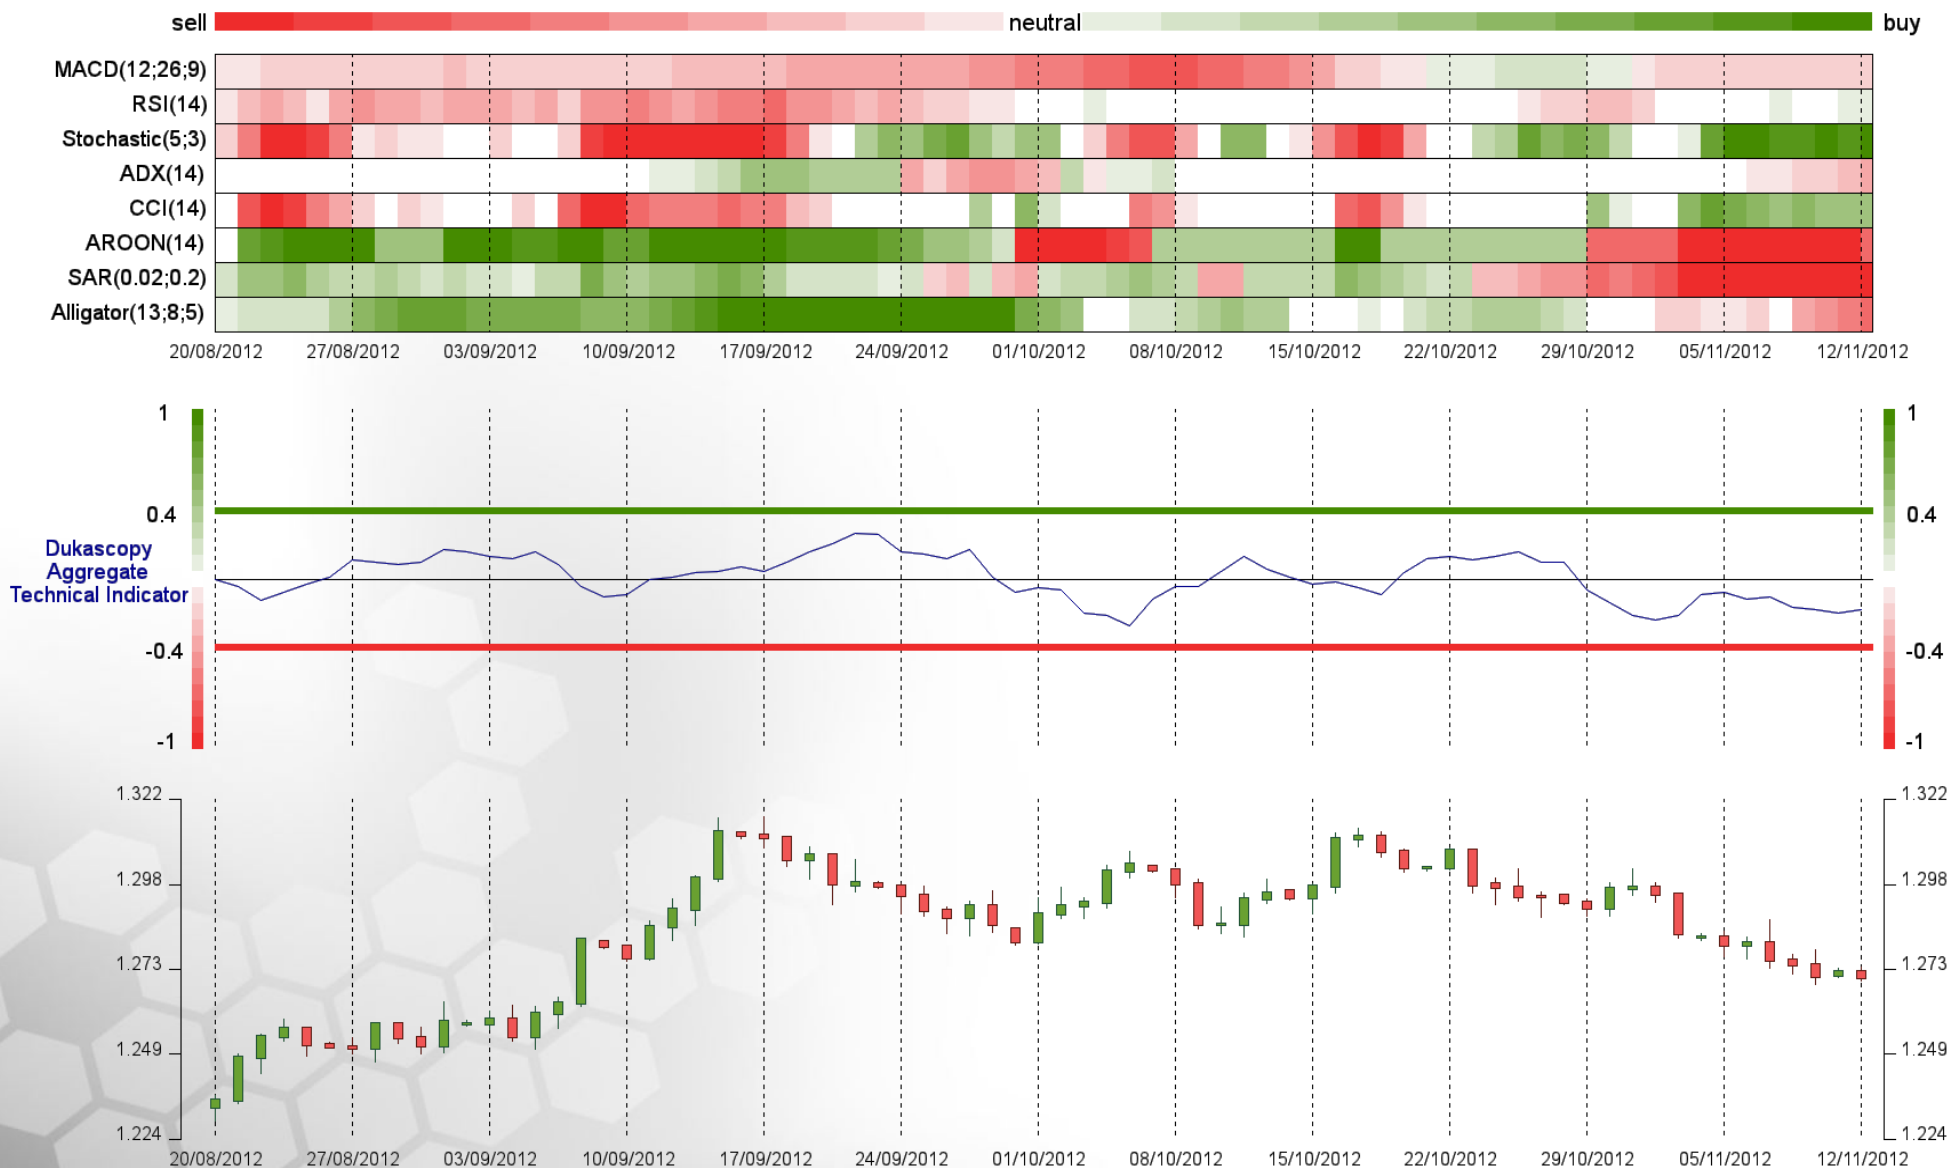 sell neutral buy
MACD(12;26;9)
RSI(14)
Stochastic(5;3)
ADX(14)
CCI(14)
AROON(14)
SAR(0.02;0.2)
Alligator(13;8;5)
20/08/2012 27/08/2012 03/09/2012 10/09/2012 17/09/2012 24/09/2012 01/10/2012 08/10/2012 15/10/2012 22/10/2012 29/10/2012 05/11/2012 12/11/2012
1 1
0.4 0.4
Dukascopy
Aggregate
Technical Indicator
-0.4 -0.4
-1 -1
1.322 1.322
1.298 1.298
1.273 1.273
1.249 1.249
1.224 1.224
20/08/2012 27/08/2012 03/09/2012 10/09/2012 17/09/2012 24/09/2012 01/10/2012 08/10/2012 15/10/2012 22/10/2012 29/10/2012 05/11/2012 12/11/2012